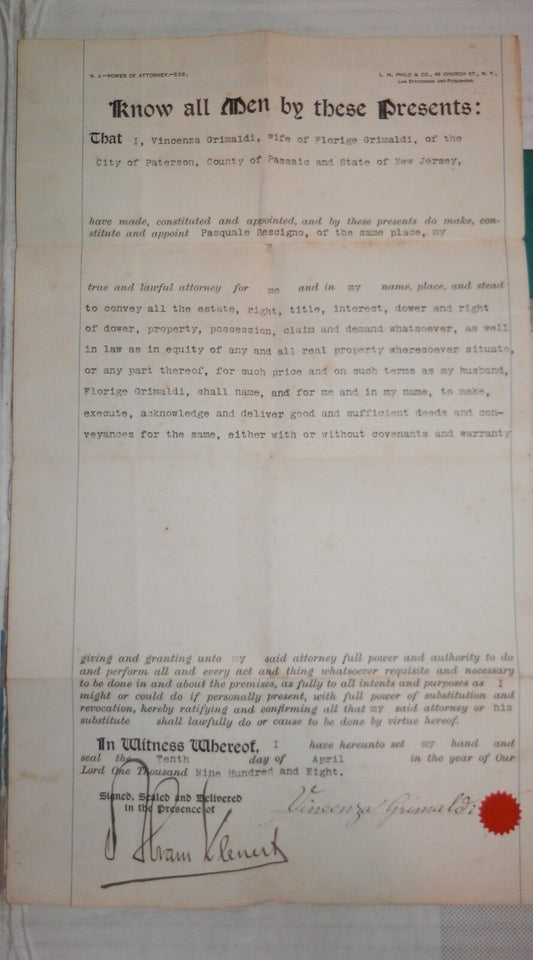 N. J.—POWER OF ATTORNEY.—508.
L. H. PHILO & CO., 49 CHURCH ST., N. Y.,
LAW STATIONERS AND PUBLISHERS.
Know all Men by these Presents:
That I, Vincenza Grimaldi, wife of Florige Grimaldi, of the
City of Paterson, County of Passaic and State of New Jersey,
have made, constituted and appointed, and by these presents do make, con-
stitute and appoint Pasquale Rascigno, of the same place, my
true and lawful attorney for me and in my name, place, and stead
to convey all the estate, right, title, interest, dower and right
of dower, property, possession, claim and demand whatsoever, as well
in law as in equity of any and all real property wheresoever situate,
or any part thereof, for such price and on such terms as my husband,
Florige Grimaldi, shall name, and for me and in my name, to make,
execute, acknowledge and deliver good and sufficient deeds and con-
veyances for the same, either with or without covenants and warranty
giving and granting unto my said attorney full power and authority to do
and perform all and every act and thing whatsoever requisite and necessary
to be done in and about the premises, as fully to all intents and purposes as I
might or could do if personally present, with full power of substitution and
revocation, hereby ratifying and confirming all that my said attorney or his
substitute shall lawfully do or cause to be done by virtue hereof.
In Witness Whereof, I have hereunto set my hand and
seal the Tenth day of April in the year of Our
Lord One Thousand Nine Hundred and Eight.
Signed, Sealed and Delivered
in the Presence of
Vincenza Grimaldi